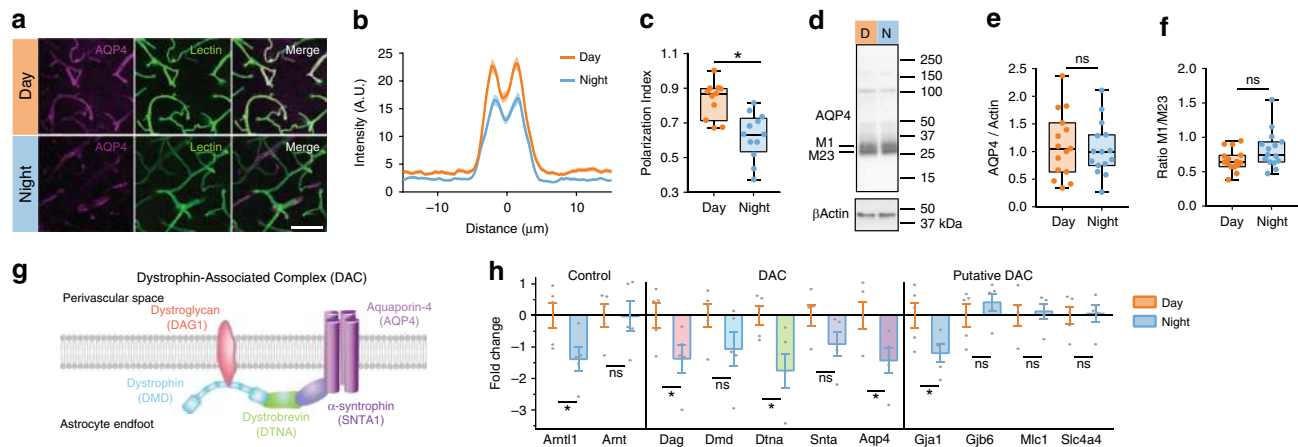 a
AQP4
Lectin
Merge
Day
AQP4
Lectin
Merge
Night
b
Intensity (A.U.)
25
20
15
10
5
0
−10
0
10
Distance (μm)
Day
Night
c
Polarization Index
1.1
0.9
0.7
0.5
0.3
*
Day
Night
d
D
N
AQP4
M1
M23
250
150
100
50
37
25
15
βActin
50
37 kDa
e
AQP4 / Actin
2.5
2.0
1.5
1.0
0.5
0.0
ns
Day
Night
f
Ratio M1/M23
2.0
1.5
1.0
0.5
0.0
ns
Day
Night
g
Dystrophin-Associated Complex (DAC)
Perivascular space
Dystroglycan
(DAG1)
Aquaporin-4
(AQP4)
Dystrophin
(DMD)
Dystrobrevin
(DTNA)
α-syntrophin
(SNTA1)
Astrocyte endfoot
h
Control
DAC
Putative DAC
Day
Night
Fold change
1
0
−1
−2
−3
*
ns
*
ns
*
ns
*
*
ns
ns
ns
Arntl1
Arnt
Dag
Dmd
Dtna
Snta
Aqp4
Gja1
Gjb6
Mlc1
Slc4a4